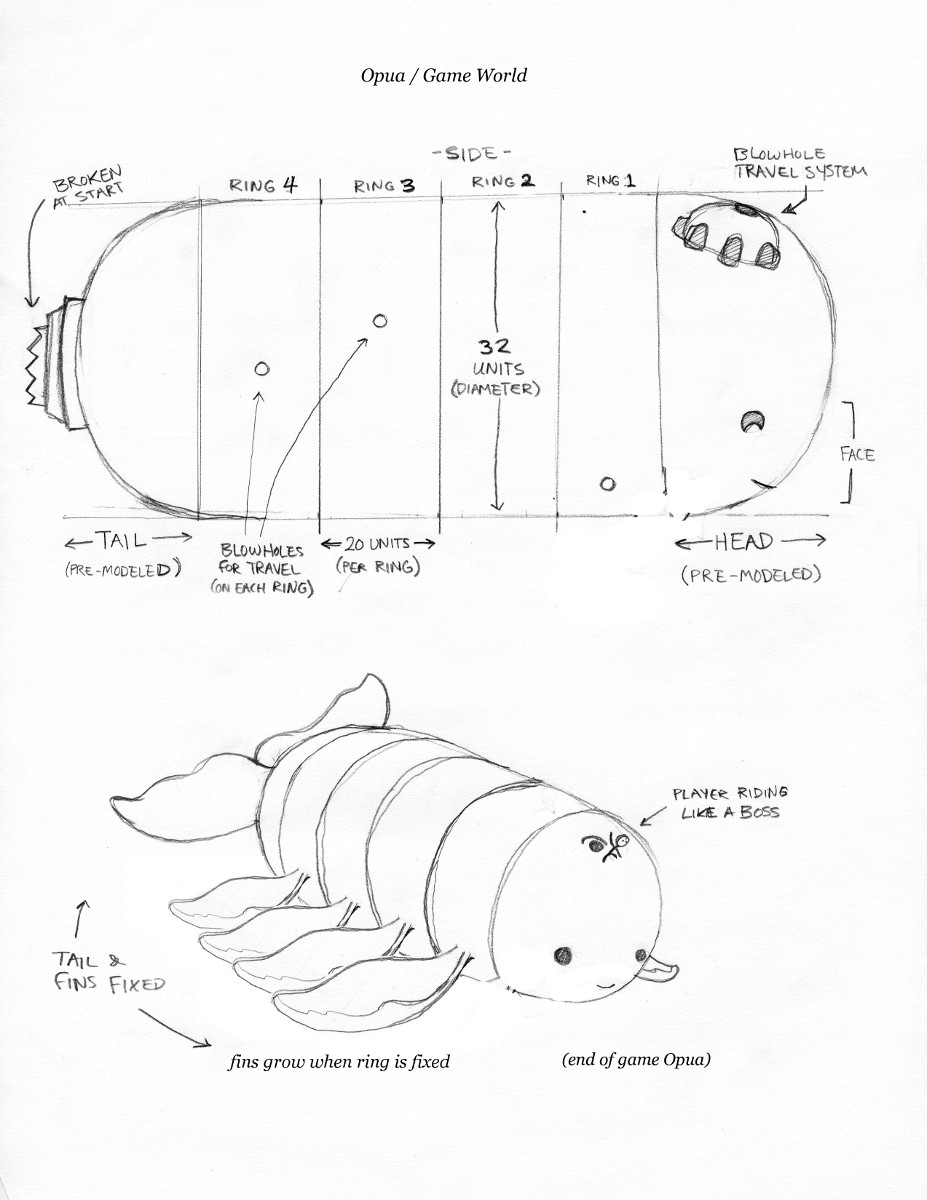 Opua / Game World
-SIDE-
BLOWHOLE
TRAVEL SYSTEM
BROKEN
AT START
RING 4
RING 3
RING 2
RING 1
32
UNITS
(DIAMETER)
FACE
TAIL
(PRE-MODELED)
BLOWHOLES
FOR TRAVEL
(ON EACH RING)
20 UNITS
(PER RING)
HEAD
(PRE-MODELED)
PLAYER RIDING
LIKE A BOSS
TAIL &
FINS FIXED
fins grow when ring is fixed
(end of game Opua)